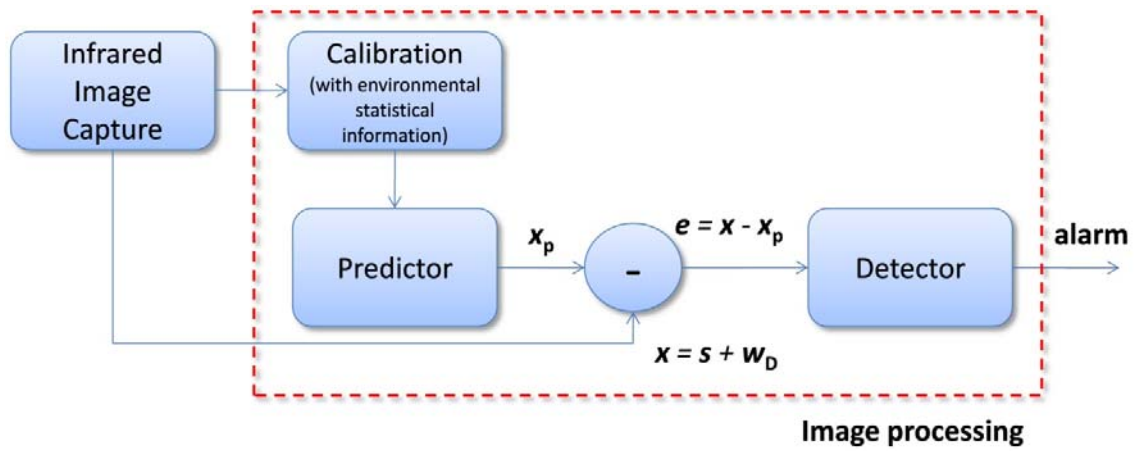 Infrared
Image
Capture
Calibration
(with environmental
statistical
information)
Predictor
xp
-
e = x - xp
Detector
alarm
x = s + wD
Image processing